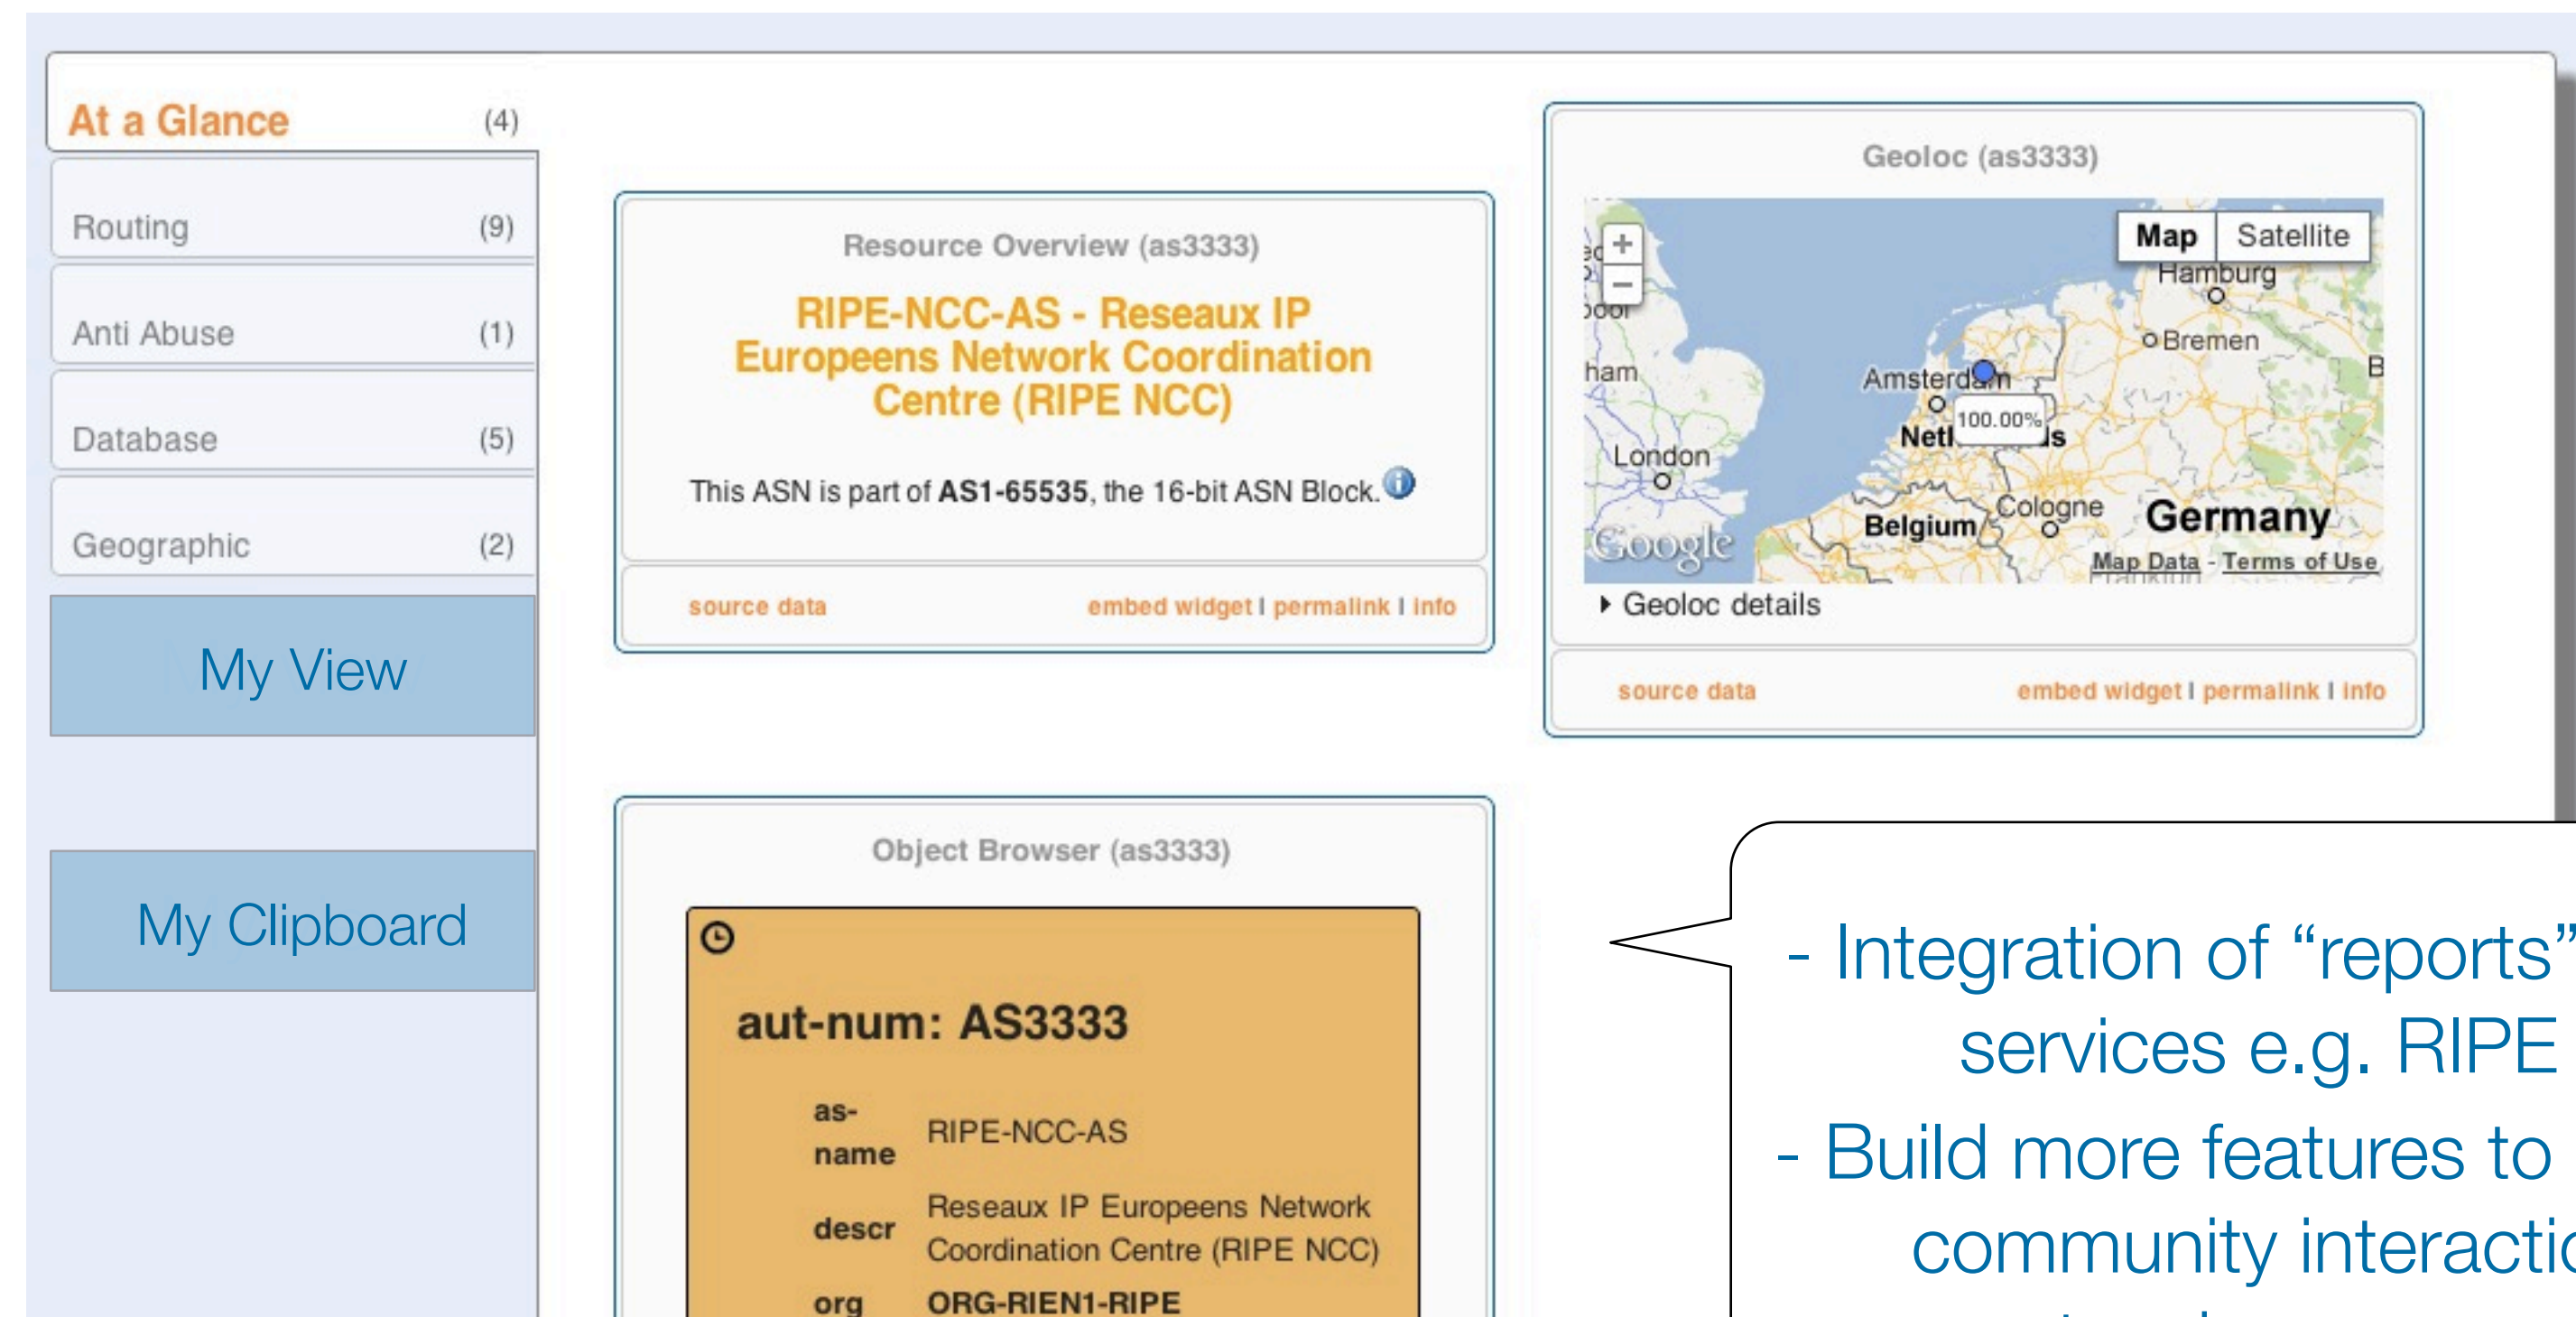 At a Glance (4)
Routing (9)
Anti Abuse (1)
Database (5)
Geographic (2)
My View
My Clipboard
Resource Overview (as3333)
RIPE-NCC-AS - Reseaux IP
Europeens Network Coordination
Centre (RIPE NCC)
This ASN is part of AS1-65535, the 16-bit ASN Block.
source data embed widget | permalink | info
Geoloc (as3333)
Map Satellite
Hamburg
Bremen
ham
Amsterdam
100.00%
London
Cologne
Belgium
Germany
Google
Map Data - Terms of Use
Geoloc details
source data embed widget | permalink | info
Object Browser (as3333)
aut-num: AS3333
as-
name RIPE-NCC-AS
descr Reseaux IP Europeens Network
Coordination Centre (RIPE NCC)
org ORG-RIEN1-RIPE
- Integration of “reports”
services e.g. RIPE
- Build more features to
community interactio